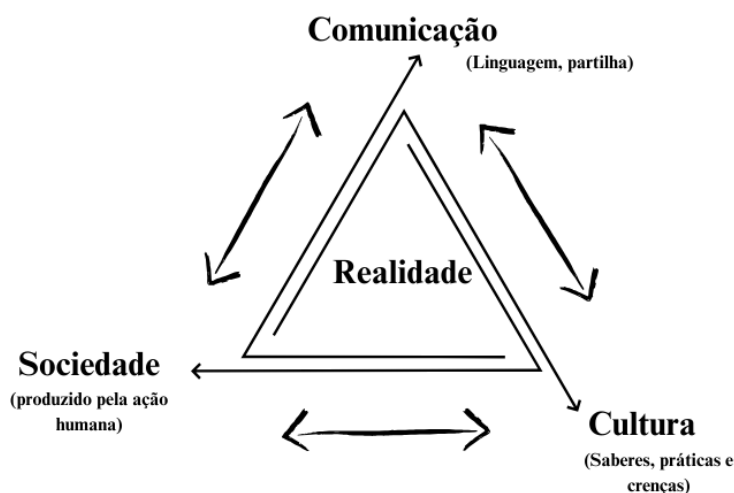 Comunicação
(Linguagem, partilha)
Realidade
Sociedade
(produzido pela ação
humana)
Cultura
(Saberes, práticas e
crenças)